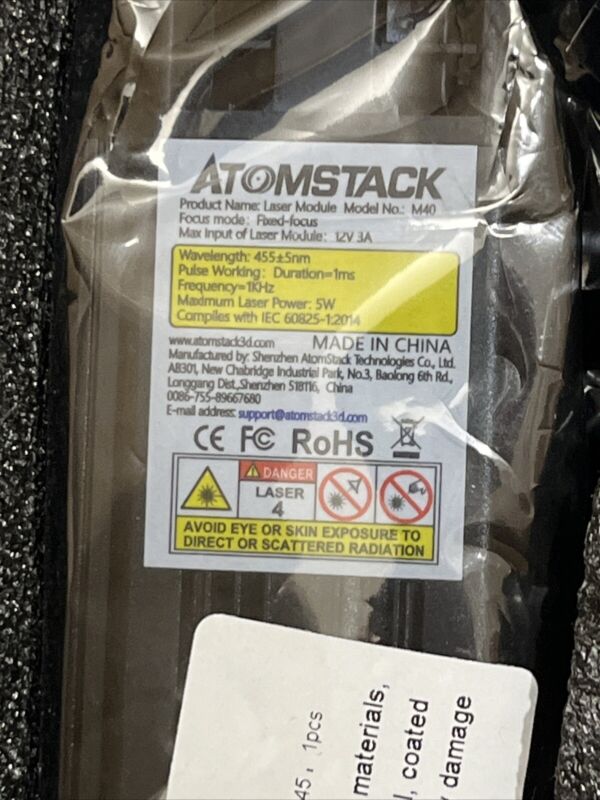 ATOMSTACK
Product Name: Laser Module Model No.: M40
Focus mode: Fixed-focus
Max Input of Laser Module: 12V 3A
Wavelength: 455±5nm
Pulse Working: Duration=1ms
Frequency=1KHz
Maximum Laser Power: 5W
Complies with IEC 60825-1:2014
www.atomstack3d.com MADE IN CHINA
Manufactured by: Shenzhen AtomStack Technologies Co., Ltd.
AB301, New Chabridge Industrial Park, No.3, Baolong 6th Rd.,
Longgang Dist.,Shenzhen 518116, China
0086-755-89667680
E-mail address: support@atomstack3d.com
CE FC RoHS
DANGER
LASER
4
AVOID EYE OR SKIN EXPOSURE TO
DIRECT OR SCATTERED RADIATION
45, 1pcs
materials,
, coated
damage